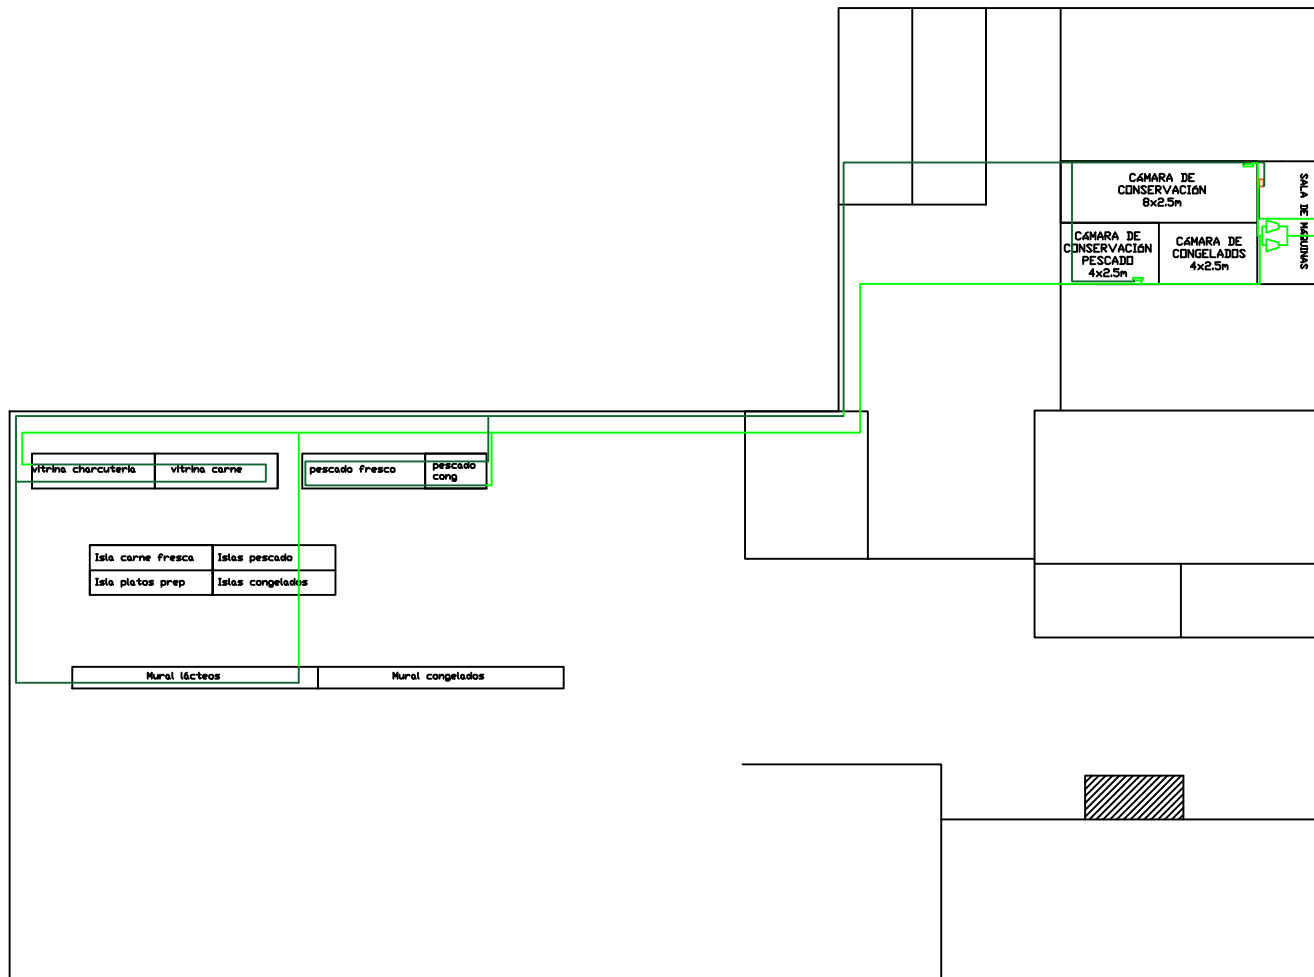 CÁMARA DE
CONSERVACIÓN
8x2.5m
SALA DE MÁQUINAS
CÁMARA DE
CONSERVACIÓN
PESCADO
4x2.5m
CÁMARA DE
CONGELADOS
4x2.5m
vitrina charcuteria
vitrina carne
pescado fresco
pescado
cong
Isla carne fresca
Islas pescado
Isla platos prep
Islas congelados
Mural lácteos
Mural congelados